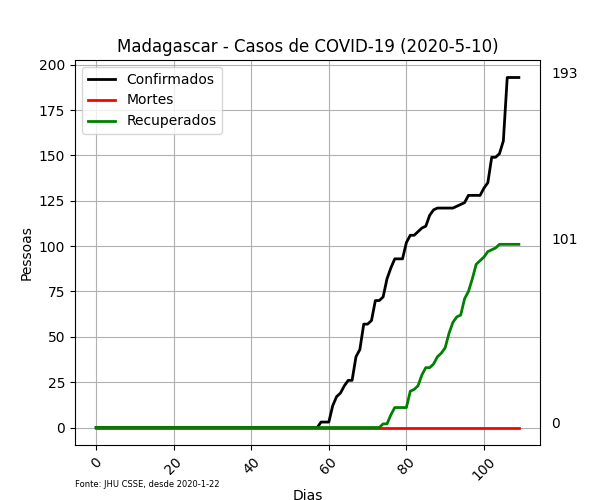 Madagascar - Casos de COVID-19 (2020-5-10)
Confirmados
Mortes
Recuperados
200
175
150
125
100
75
50
25
0
Pessoas
193
101
0
0
20
40
60
80
100
Fonte: JHU CSSE, desde 2020-1-22
Dias